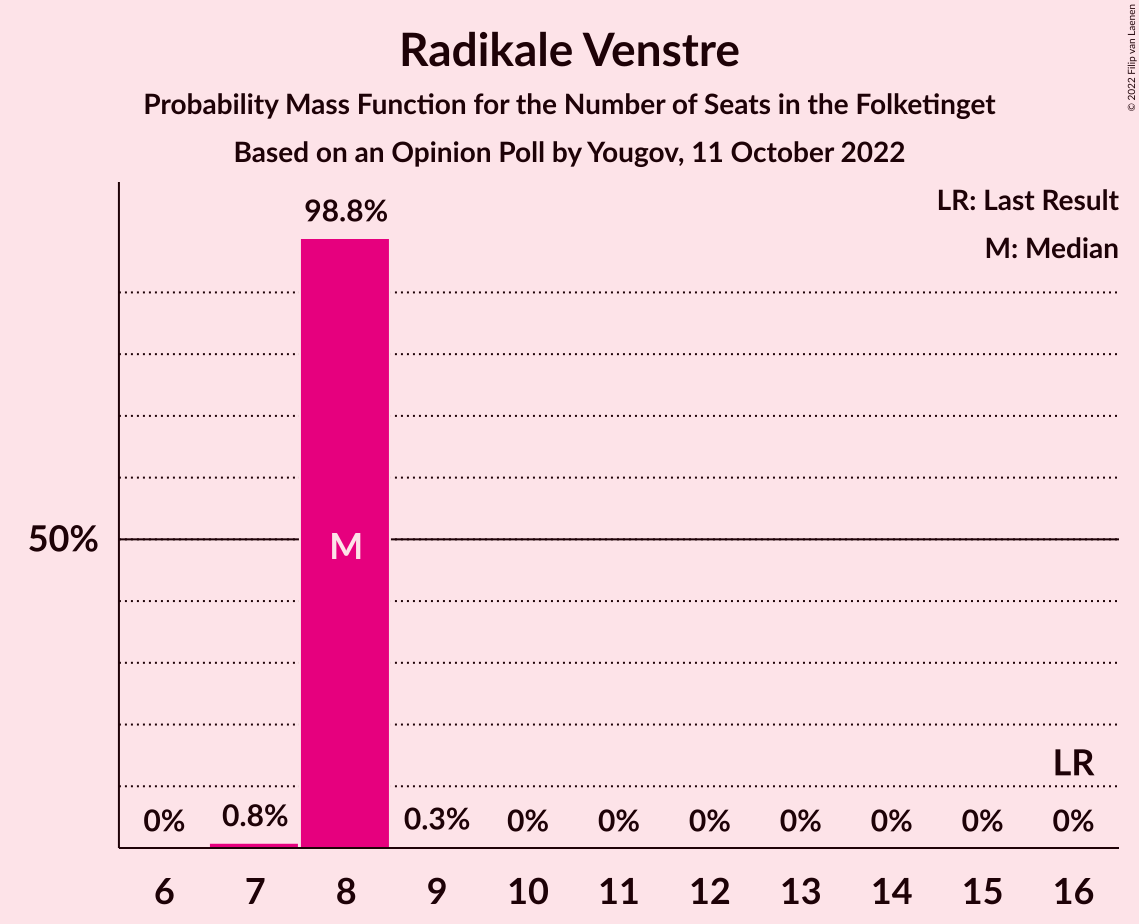 Radikale Venstre
Probability Mass Function for the Number of Seats in the Folketinget
Based on an Opinion Poll by Yougov, 11 October 2022
© 2022 Filip van Laenen
LR: Last Result
M: Median
98.8%
50%
M
LR
0%
0.8%
0.3%
0%
0%
0%
0%
0%
0%
0%
6
7
8
9
10
11
12
13
14
15
16